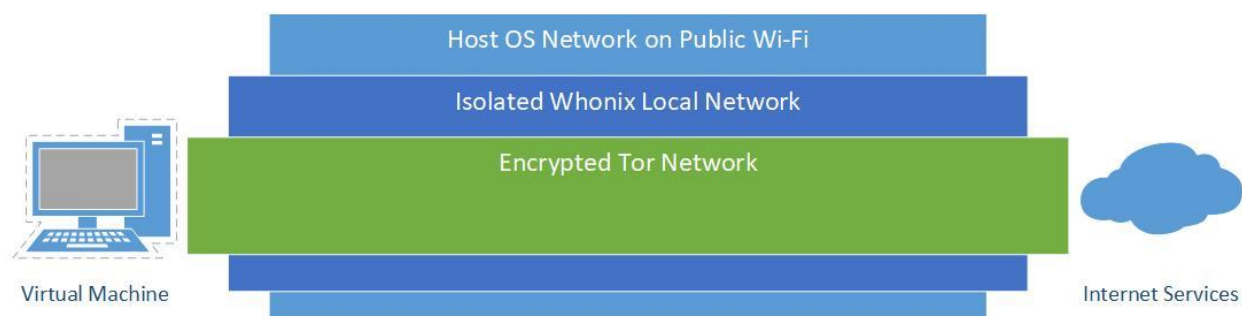 Host OS Network on Public Wi-Fi
Isolated Whonix Local Network
Encrypted Tor Network
Virtual Machine
Internet Services